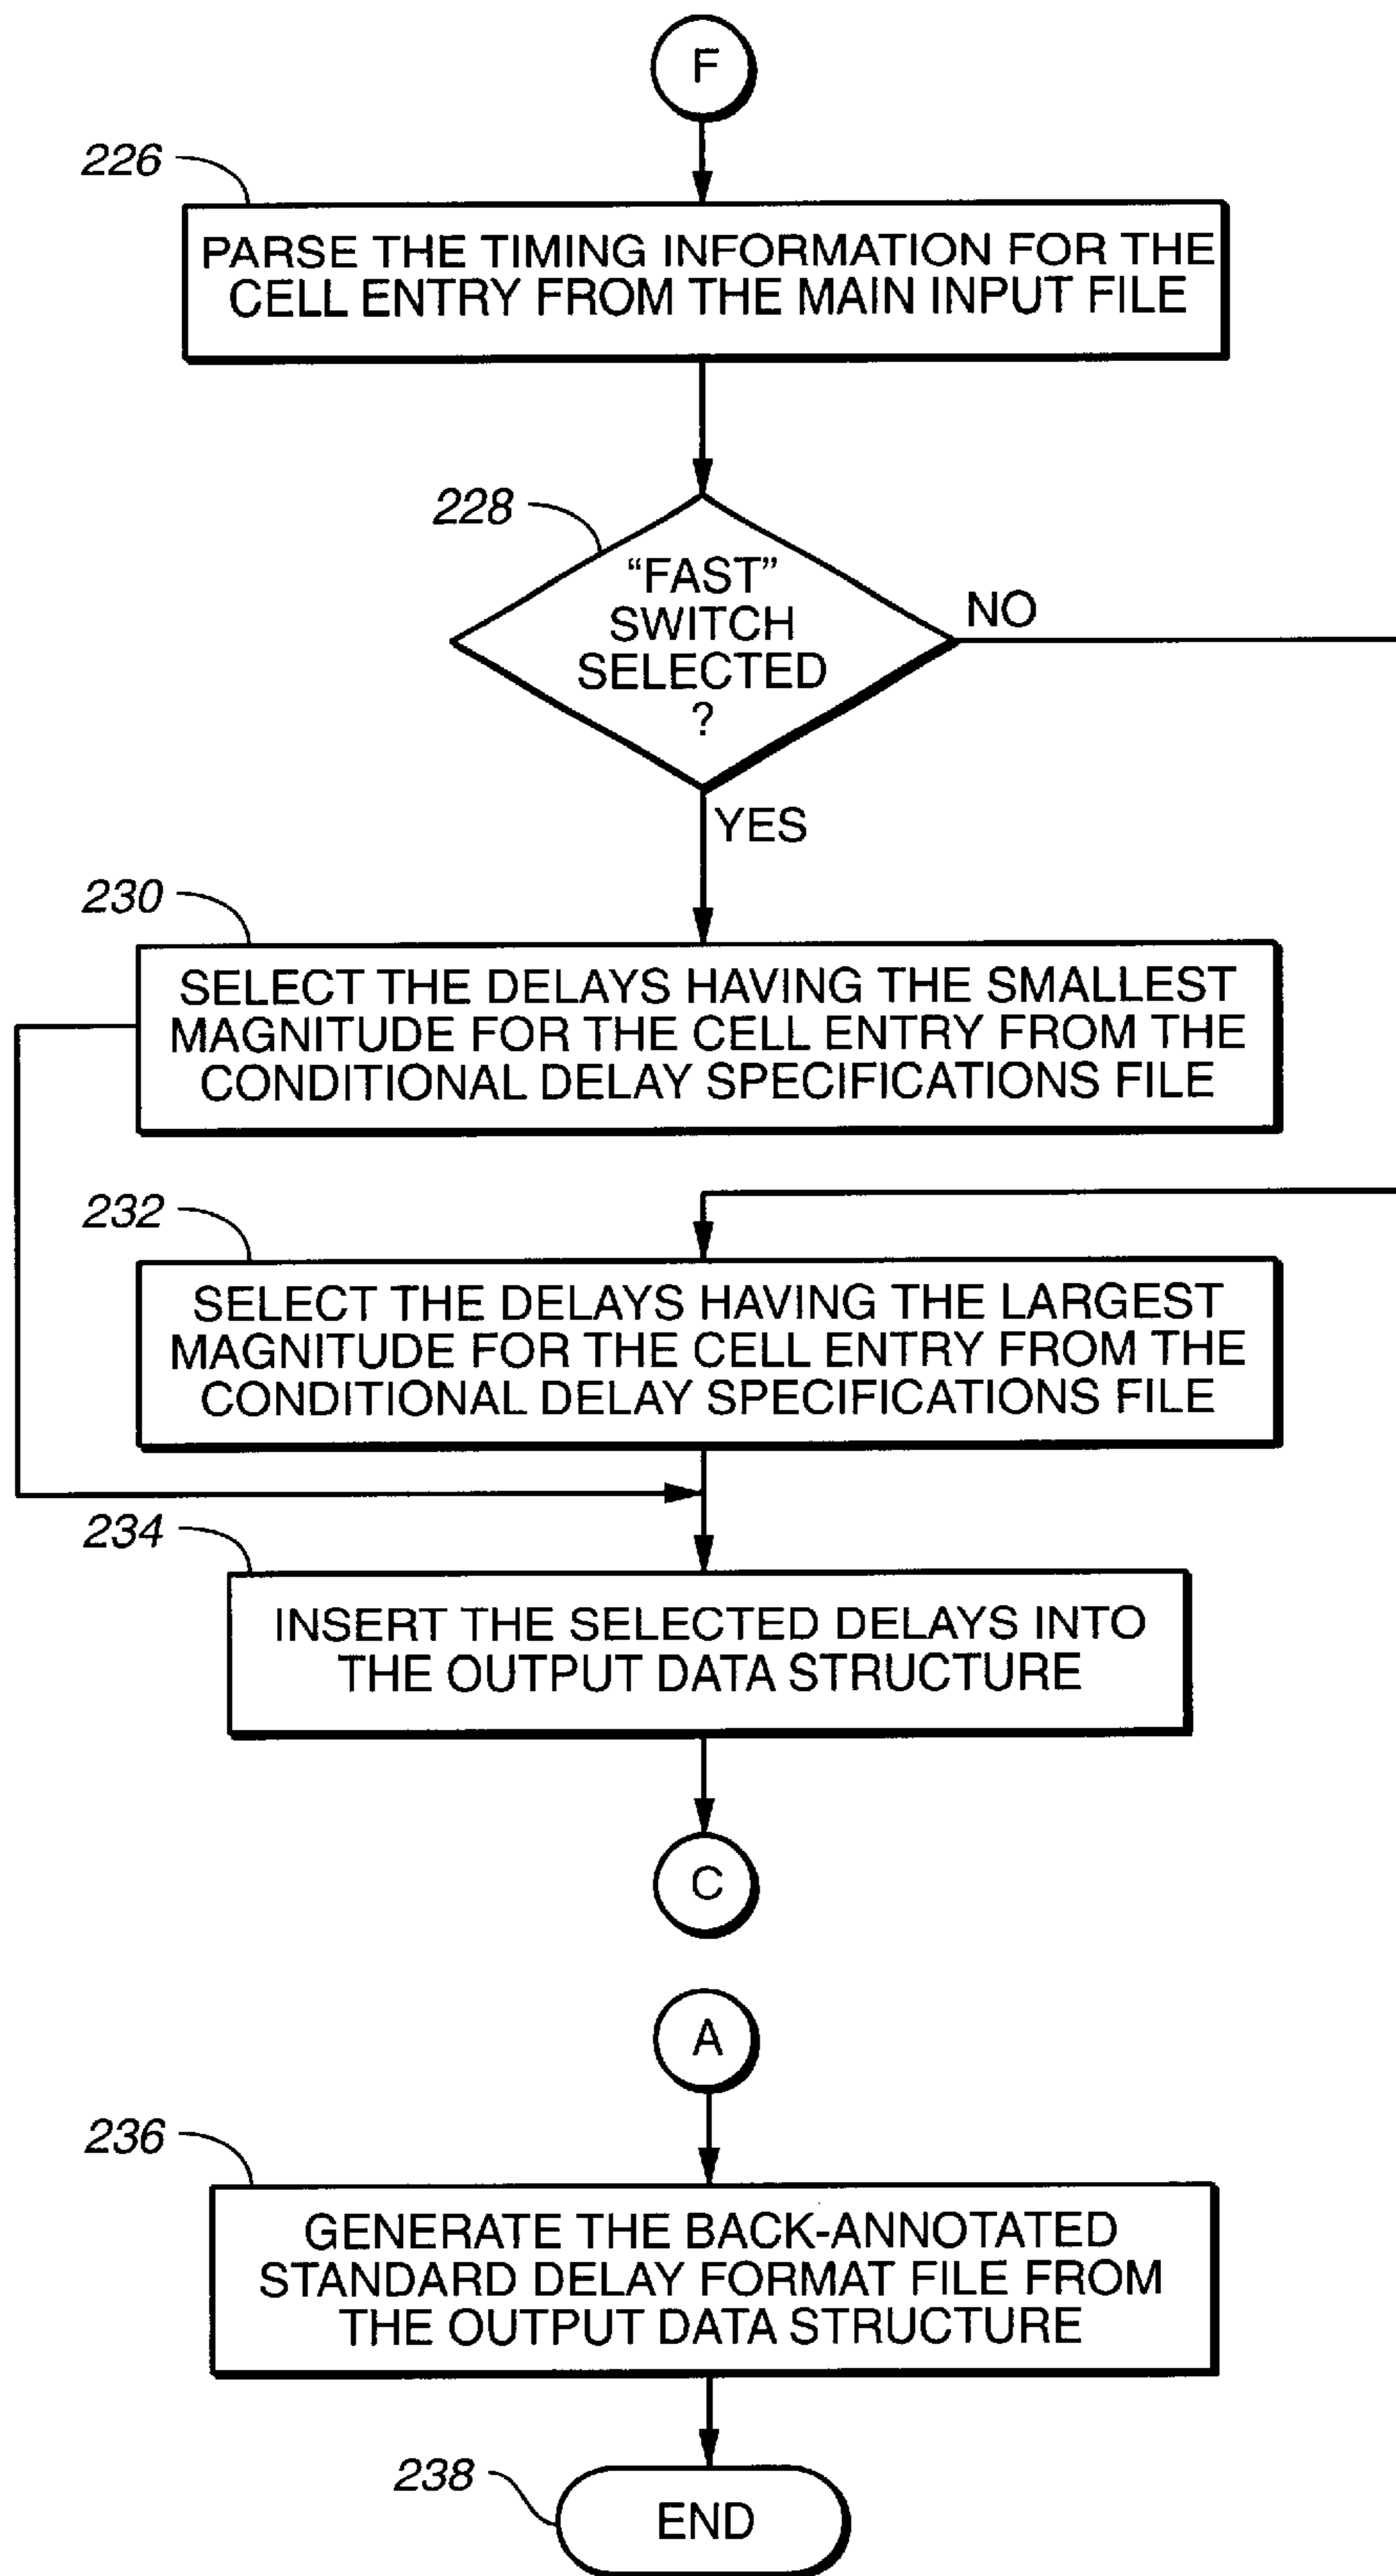 F
226
PARSE THE TIMING INFORMATION FOR THE
CELL ENTRY FROM THE MAIN INPUT FILE
228
“FAST”
SWITCH
SELECTED
?
NO
YES
230
SELECT THE DELAYS HAVING THE SMALLEST
MAGNITUDE FOR THE CELL ENTRY FROM THE
CONDITIONAL DELAY SPECIFICATIONS FILE
232
SELECT THE DELAYS HAVING THE LARGEST
MAGNITUDE FOR THE CELL ENTRY FROM THE
CONDITIONAL DELAY SPECIFICATIONS FILE
234
INSERT THE SELECTED DELAYS INTO
THE OUTPUT DATA STRUCTURE
C
A
236
GENERATE THE BACK-ANNOTATED
STANDARD DELAY FORMAT FILE FROM
THE OUTPUT DATA STRUCTURE
238
END